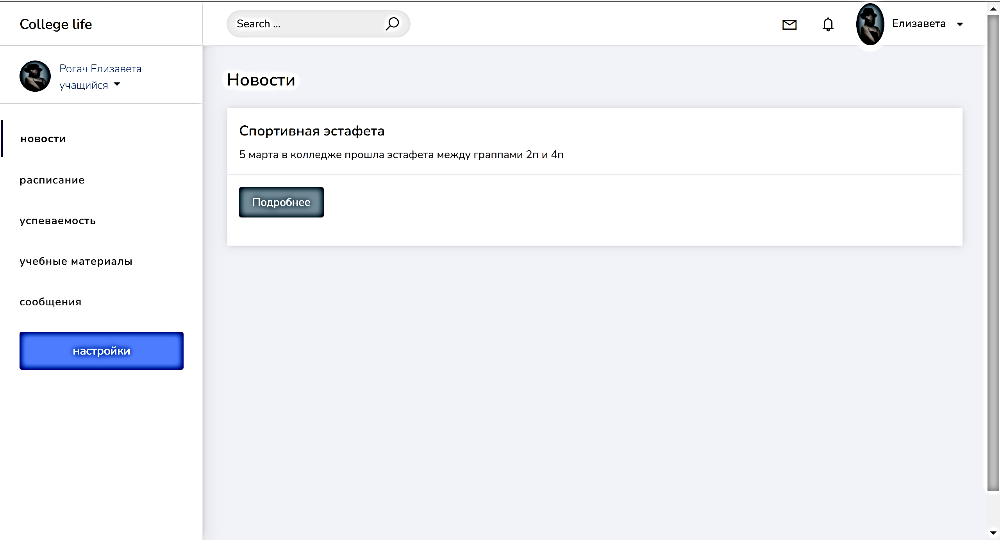 College life
Search ...
Елизавета
Рогач Елизавета
учащийся
новости
расписание
успеваемость
учебные материалы
сообщения
настройки
Новости
Спортивная эстафета
5 марта в колледже прошла эстафета между граппами 2п и 4п
Подробнее